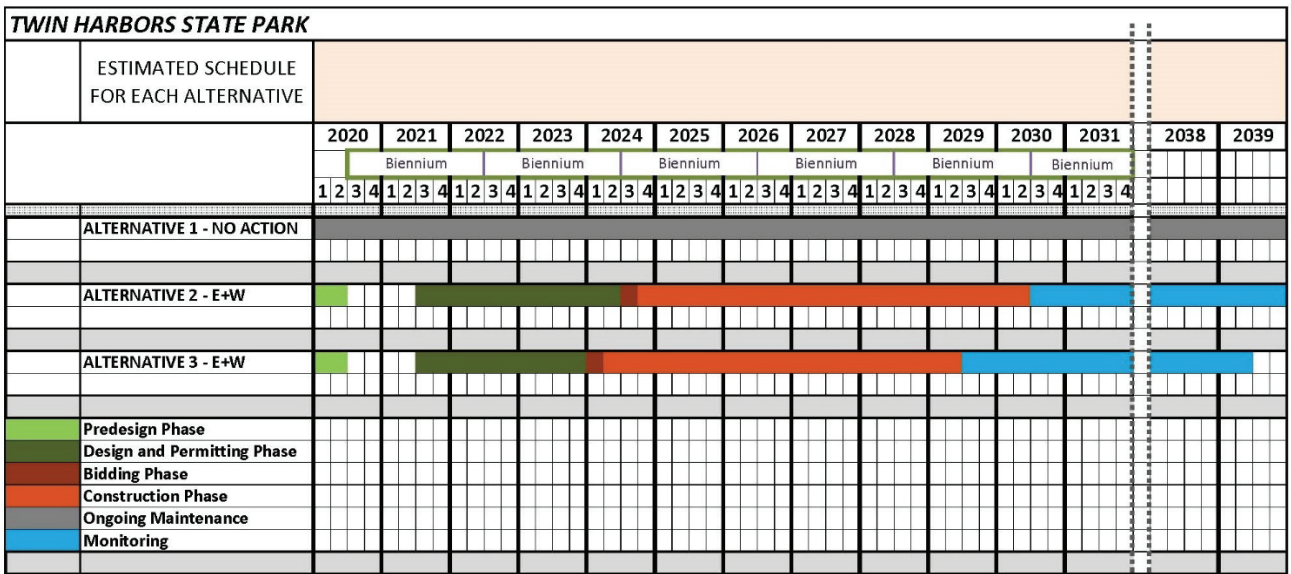 TWIN HARBORS STATE PARK
ESTIMATED SCHEDULE
FOR EACH ALTERNATIVE
2020 2021 2022 2023 2024 2025 2026 2027 2028 2029 2030 2031 2038 2039
Biennium Biennium Biennium Biennium Biennium Biennium
1 2 3 4 1 2 3 4 1 2 3 4 1 2 3 4 1 2 3 4 1 2 3 4 1 2 3 4 1 2 3 4 1 2 3 4 1 2 3 4 1 2 3 4 1 2 3 4
ALTERNATIVE 1 - NO ACTION
ALTERNATIVE 2 - E+W
ALTERNATIVE 3 - E+W
Predesign Phase
Design and Permitting Phase
Bidding Phase
Construction Phase
Ongoing Maintenance
Monitoring